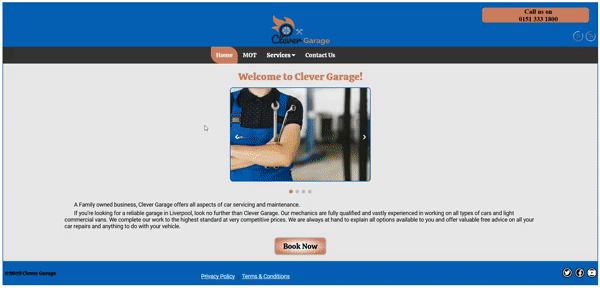 Call us on
0151 333 1800
Clever Garage
Home MOT Services Contact Us
Welcome to Clever Garage!
A Family owned business, Clever Garage offers all aspects of car servicing and maintenance.
If you're looking for a reliable garage in Liverpool, look no further than Clever Garage. Our mechanics are fully qualified and vastly experienced in working on all types of cars and light
commercial vans. We complete our work to the highest standard at very competitive prices. We are always at hand to explain all options available to you and offer valuable free advice on all your
car repairs and anything to do with your vehicle.
Book Now
Clever Garage
Privacy Policy Terms & Conditions